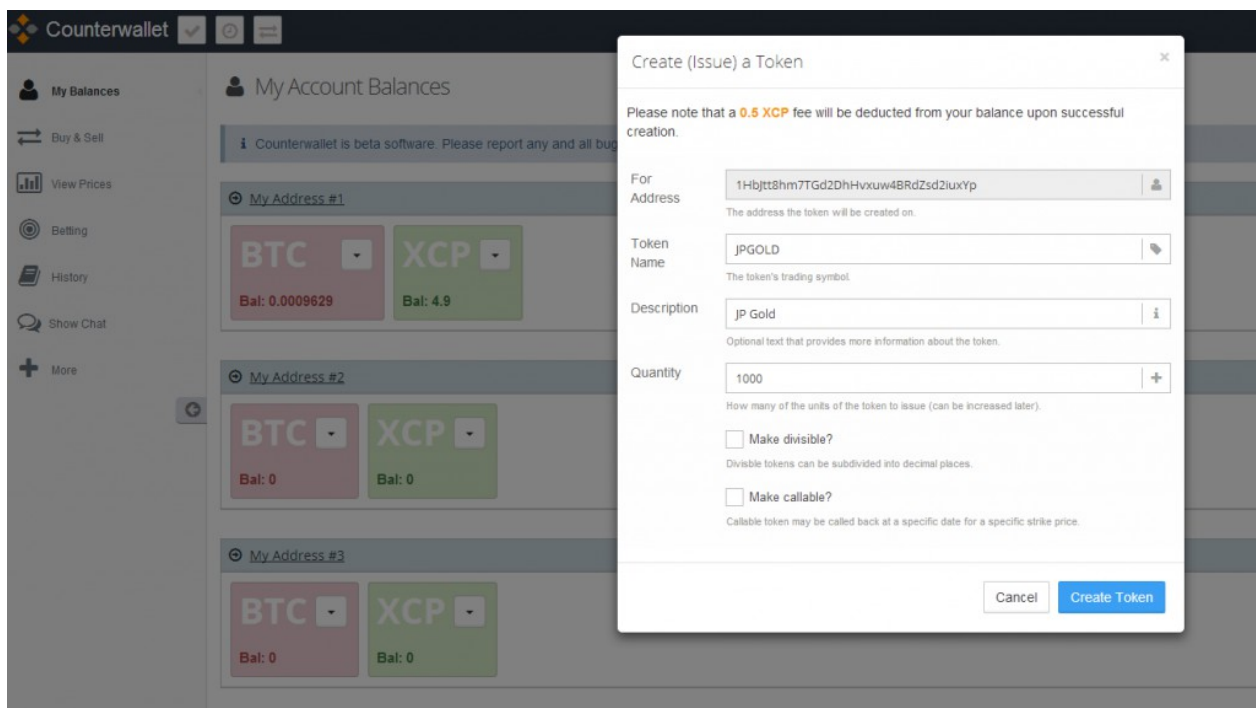 Counterwallet
My Balances
Buy & Sell
View Prices
Betting
History
Show Chat
More
My Account Balances
Counterwallet is beta software. Please report any and all bug
My Address #1
BTC
XCP
Bal: 0.0009629
Bal: 4.9
My Address #2
BTC
XCP
Bal: 0
Bal: 0
My Address #3
BTC
XCP
Bal: 0
Bal: 0
Create (Issue) a Token
Please note that a 0.5 XCP fee will be deducted from your balance upon successful
creation.
For
Address
1HbJtt8hm7TGd2DhHvxuw4BRdZsd2iuxYp
The address the token will be created on.
Token
Name
JPGOLD
The token's trading symbol.
Description
JP Gold
Optional text that provides more information about the token.
Quantity
1000
How many of the units of the token to issue (can be increased later).
Make divisible?
Divisble tokens can be subdivided into decimal places.
Make callable?
Callable token may be called back at a specific date for a specific strike price.
Cancel
Create Token